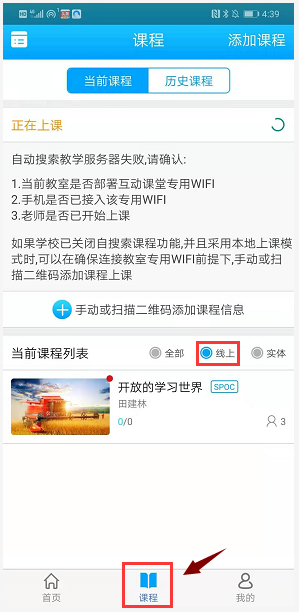 4:39
课程
添加课程
当前课程
历史课程
正在上课
自动搜索教学服务器失败,请确认:
1.当前教室是否部署互动课堂专用WIFI
2.手机是否已接入该专用WIFI
3.老师是否已开始上课
如果学校已关闭自搜索课程功能,并且采用本地上课模
式时,可以在确保连接教室专用WIFI前提下,手动或扫
描二维码添加课程上课
手动或扫描二维码添加课程信息
当前课程列表
全部
线上
实体
开放的学习世界 SPOC
田建林
0/0
3
首页
课程
我的